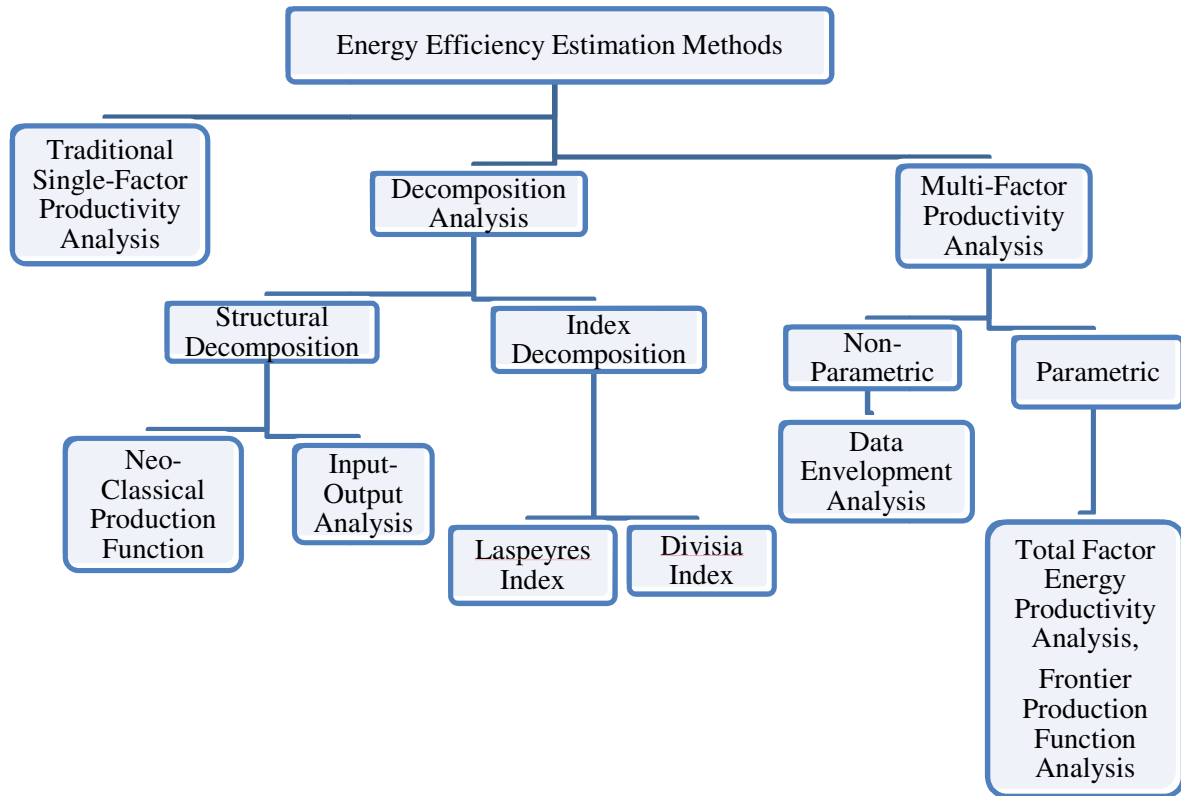 Energy Efficiency Estimation Methods
Traditional
Single-Factor
Productivity
Analysis
Decomposition
Analysis
Multi-Factor
Productivity
Analysis
Structural
Decomposition
Index
Decomposition
Non-
Parametric
Parametric
Neo-
Classical
Production
Function
Input-
Output
Analysis
Laspeyres
Index
Divisia
Index
Data
Envelopment
Analysis
Total Factor
Energy
Productivity
Analysis,
Frontier
Production
Function
Analysis